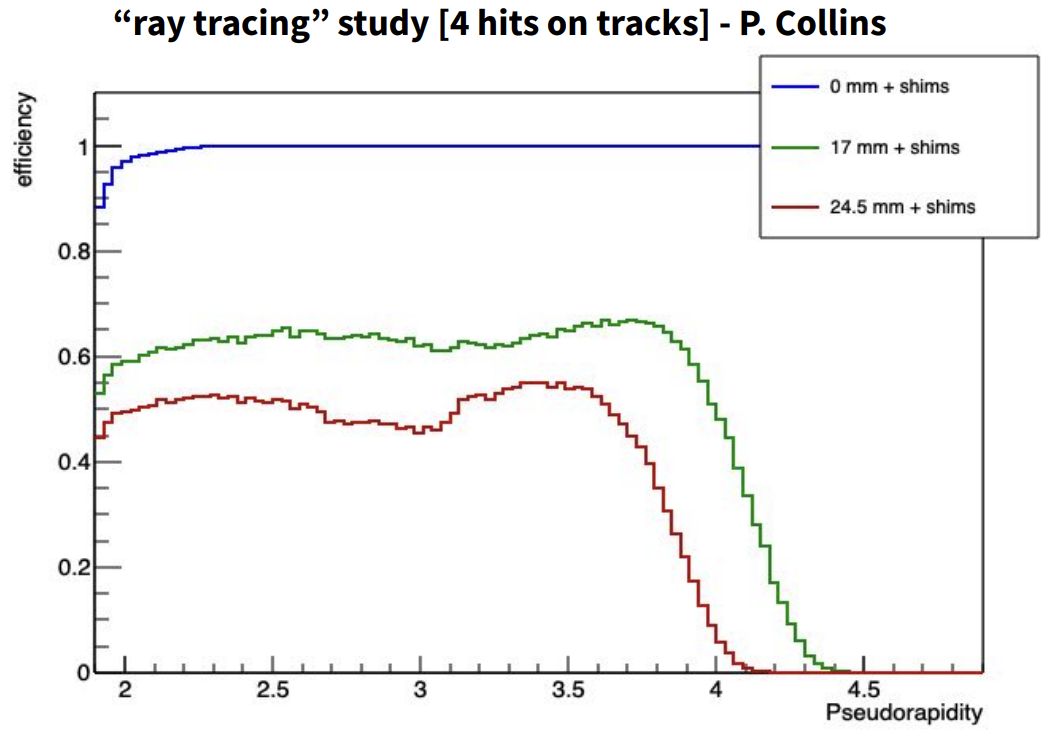 “ray tracing” study [4 hits on tracks] - P. Collins
efficiency
0 mm + shims
17 mm + shims
24.5 mm + shims
1
0.8
0.6
0.4
0.2
0
2
2.5
3
3.5
4
4.5
Pseudorapidity